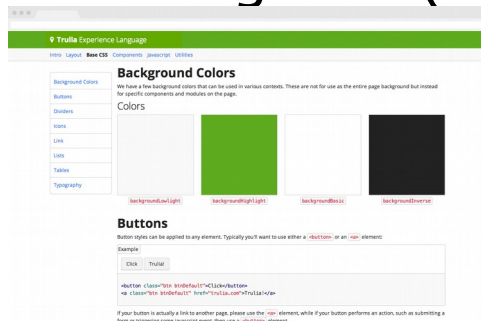 Trulia Experience Language
Intro Layout Base CSS Components Javascript Utilities
Background Colors
Buttons
Dividers
Icons
Link
Lists
Tables
Typography
Background Colors
We have a few background colors that can be used in various contexts. These are not for use as the entire page background but instead
for specific components and modules on the page.
Colors
backgroundLowlight backgroundHighlight backgroundBasic backgroundInverse
Buttons
Button styles can be applied to any element. Typically you'll want to use either a <button> or an <a> element:
Example
Click Trulia!
<button class="btn btnDefault">Click</button>
<a class="btn btnDefault" href="trulia.com">Trulia!</a>
If your button is actually a link to another page, please use the <a> element, while if your button performs an action, such as submitting a